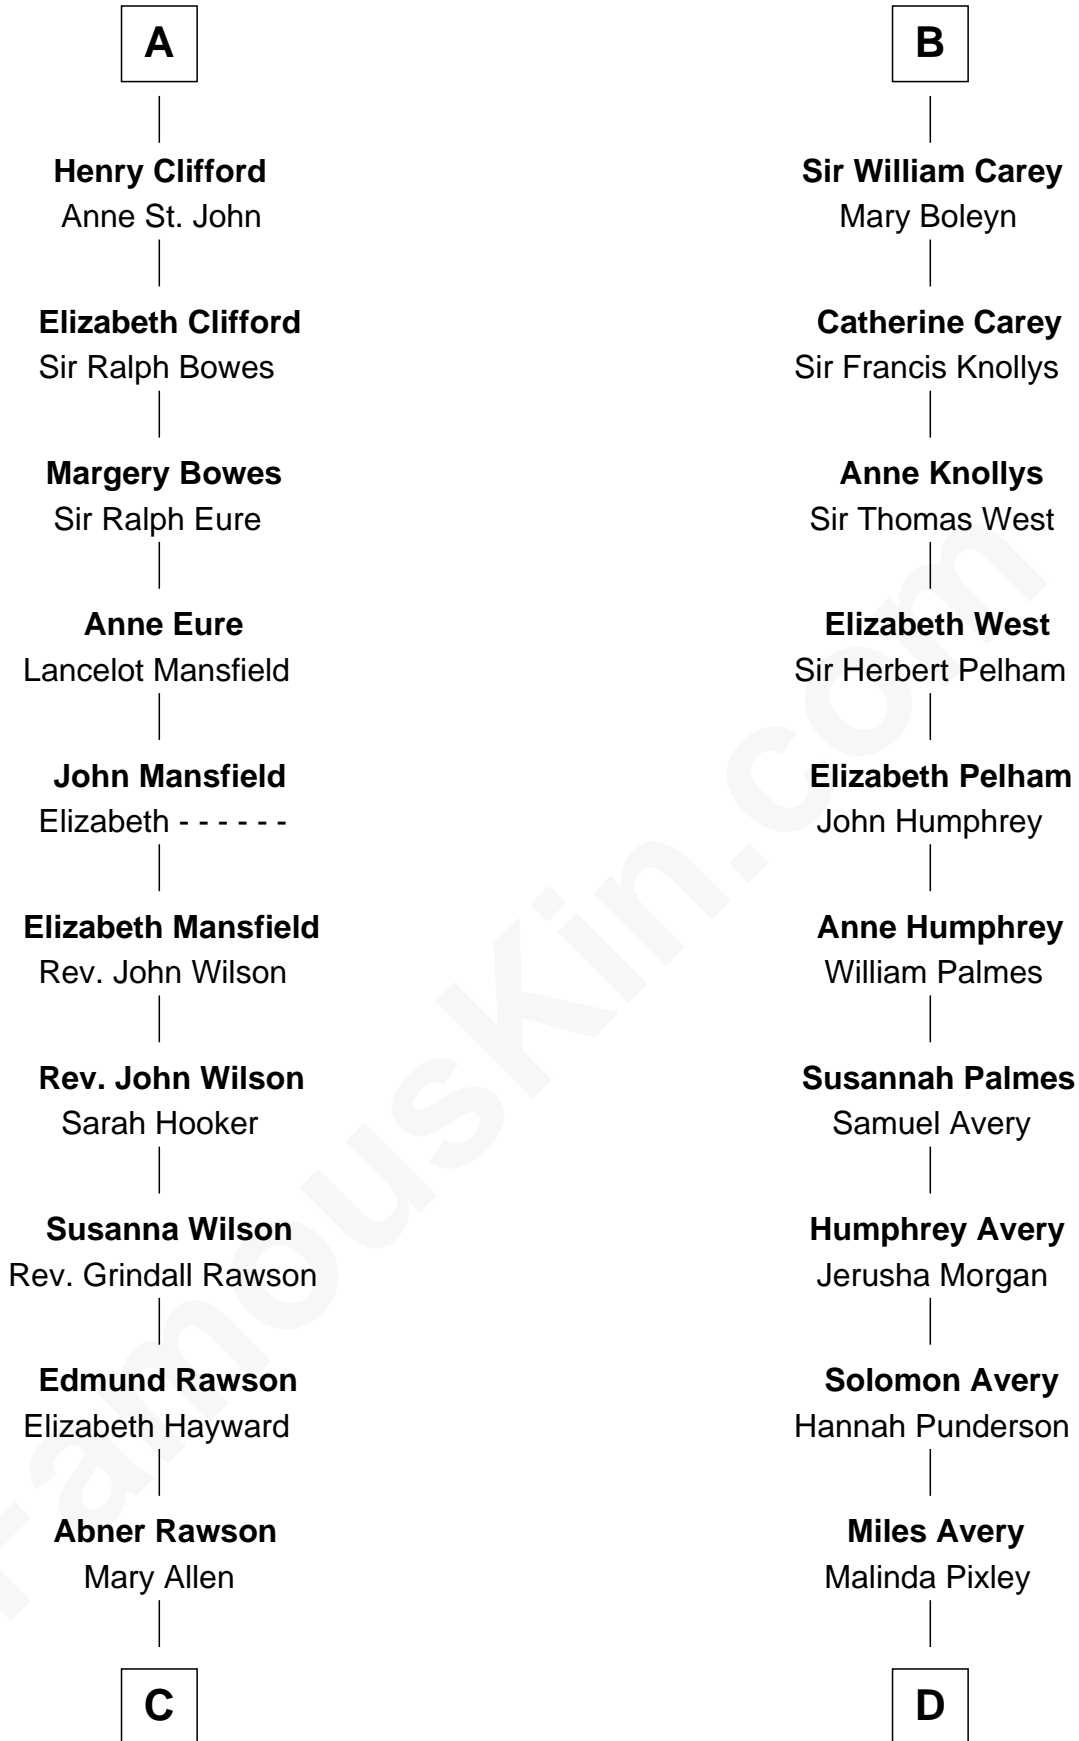 A
Henry Clifford
Anne St. John
Elizabeth Clifford
Sir Ralph Bowes
Margery Bowes
Sir Ralph Eure
Anne Eure
Lancelot Mansfield
John Mansfield
Elizabeth - - - - - -
Elizabeth Mansfield
Rev. John Wilson
Rev. John Wilson
Sarah Hooker
Susanna Wilson
Rev. Grindall Rawson
Edmund Rawson
Elizabeth Hayward
Abner Rawson
Mary Allen
C
B
Sir William Carey
Mary Boleyn
Catherine Carey
Sir Francis Knollys
Anne Knollys
Sir Thomas West
Elizabeth West
Sir Herbert Pelham
Elizabeth Pelham
John Humphrey
Anne Humphrey
William Palmes
Susannah Palmes
Samuel Avery
Humphrey Avery
Jerusha Morgan
Solomon Avery
Hannah Punderson
Miles Avery
Malinda Pixley
D
FamousKin.com